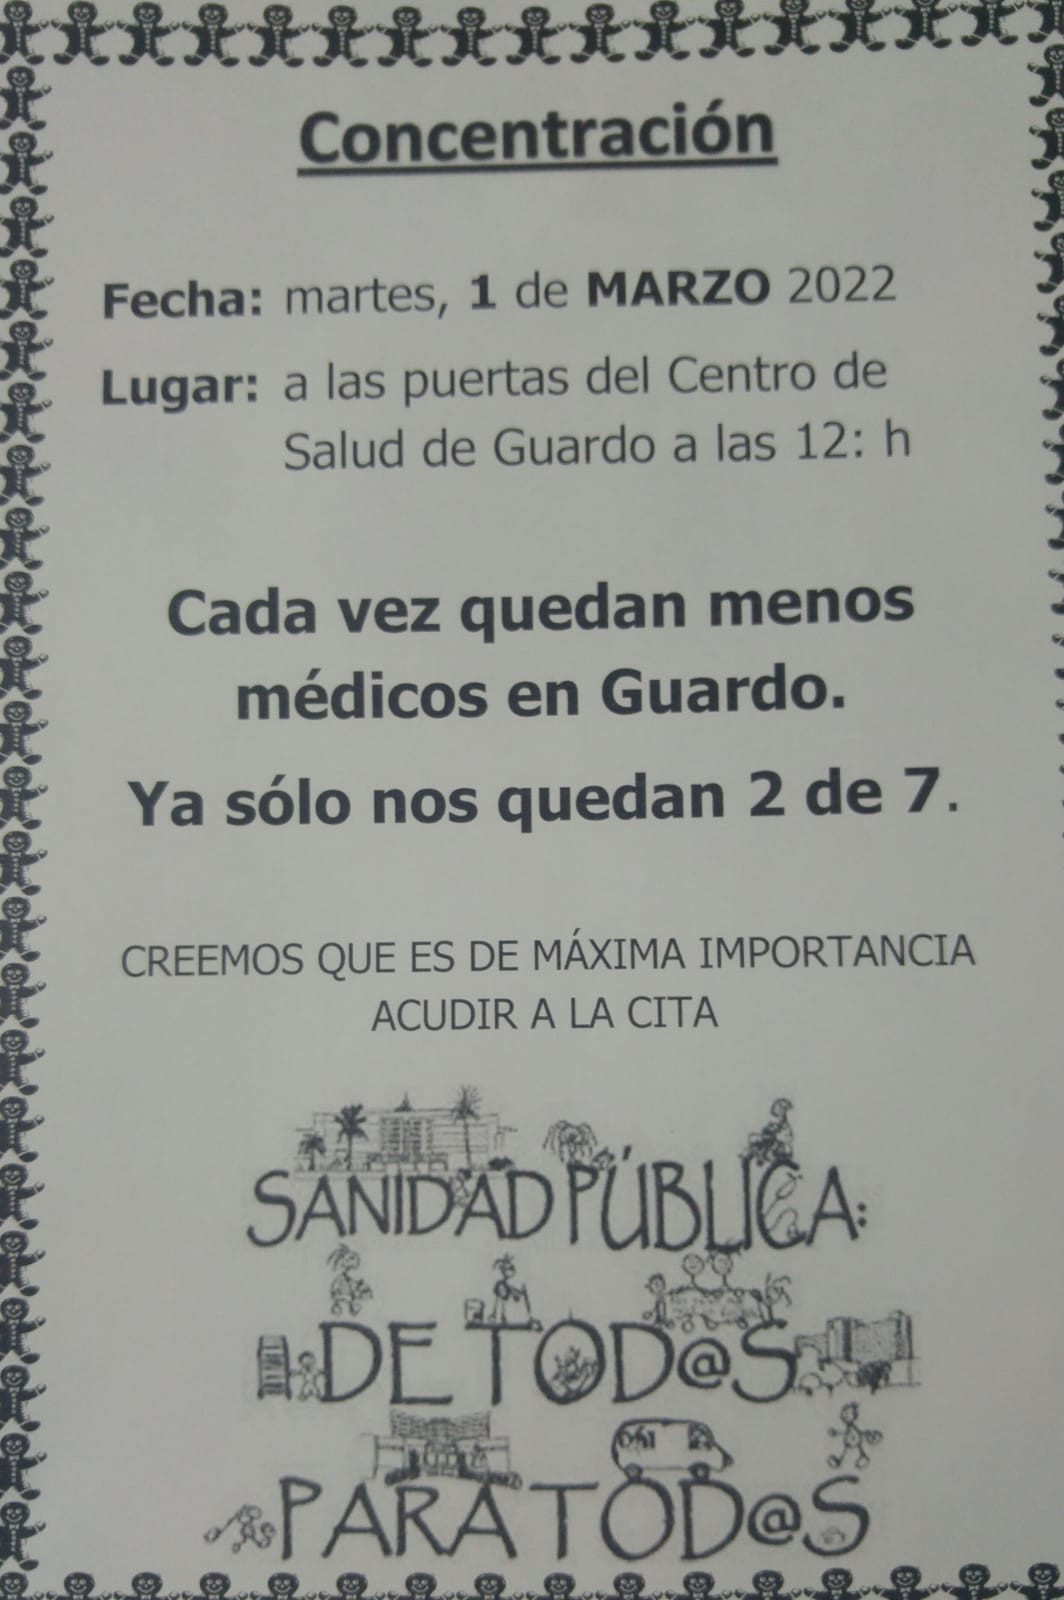 Concentración
Fecha: martes, 1 de MARZO 2022
Lugar: a las puertas del Centro de
Salud de Guardo a las 12: h
Cada vez quedan menos
médicos en Guardo.
Ya sólo nos quedan 2 de 7.
CREEMOS QUE ES DE MÁXIMA IMPORTANCIA
ACUDIR A LA CITA
SANIDAD PÚBLICA:
DE TOD@S
061
PARA TOD@S